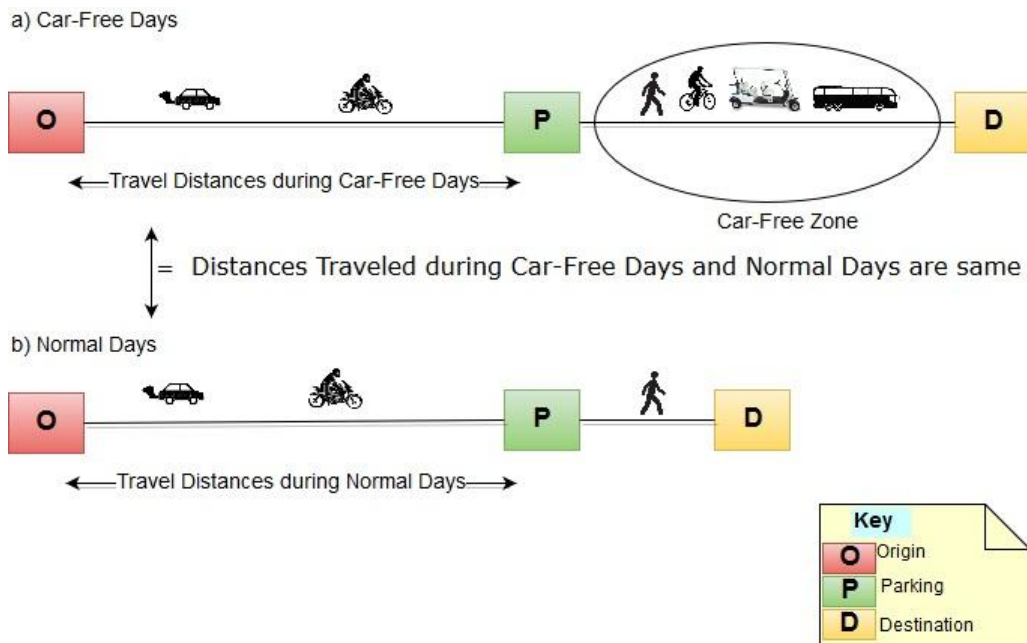 a) Car-Free Days
O
P
D
Travel Distances during Car-Free Days
Car-Free Zone
= Distances Traveled during Car-Free Days and Normal Days are same
b) Normal Days
O
P
D
Travel Distances during Normal Days
Key
O Origin
P Parking
D Destination